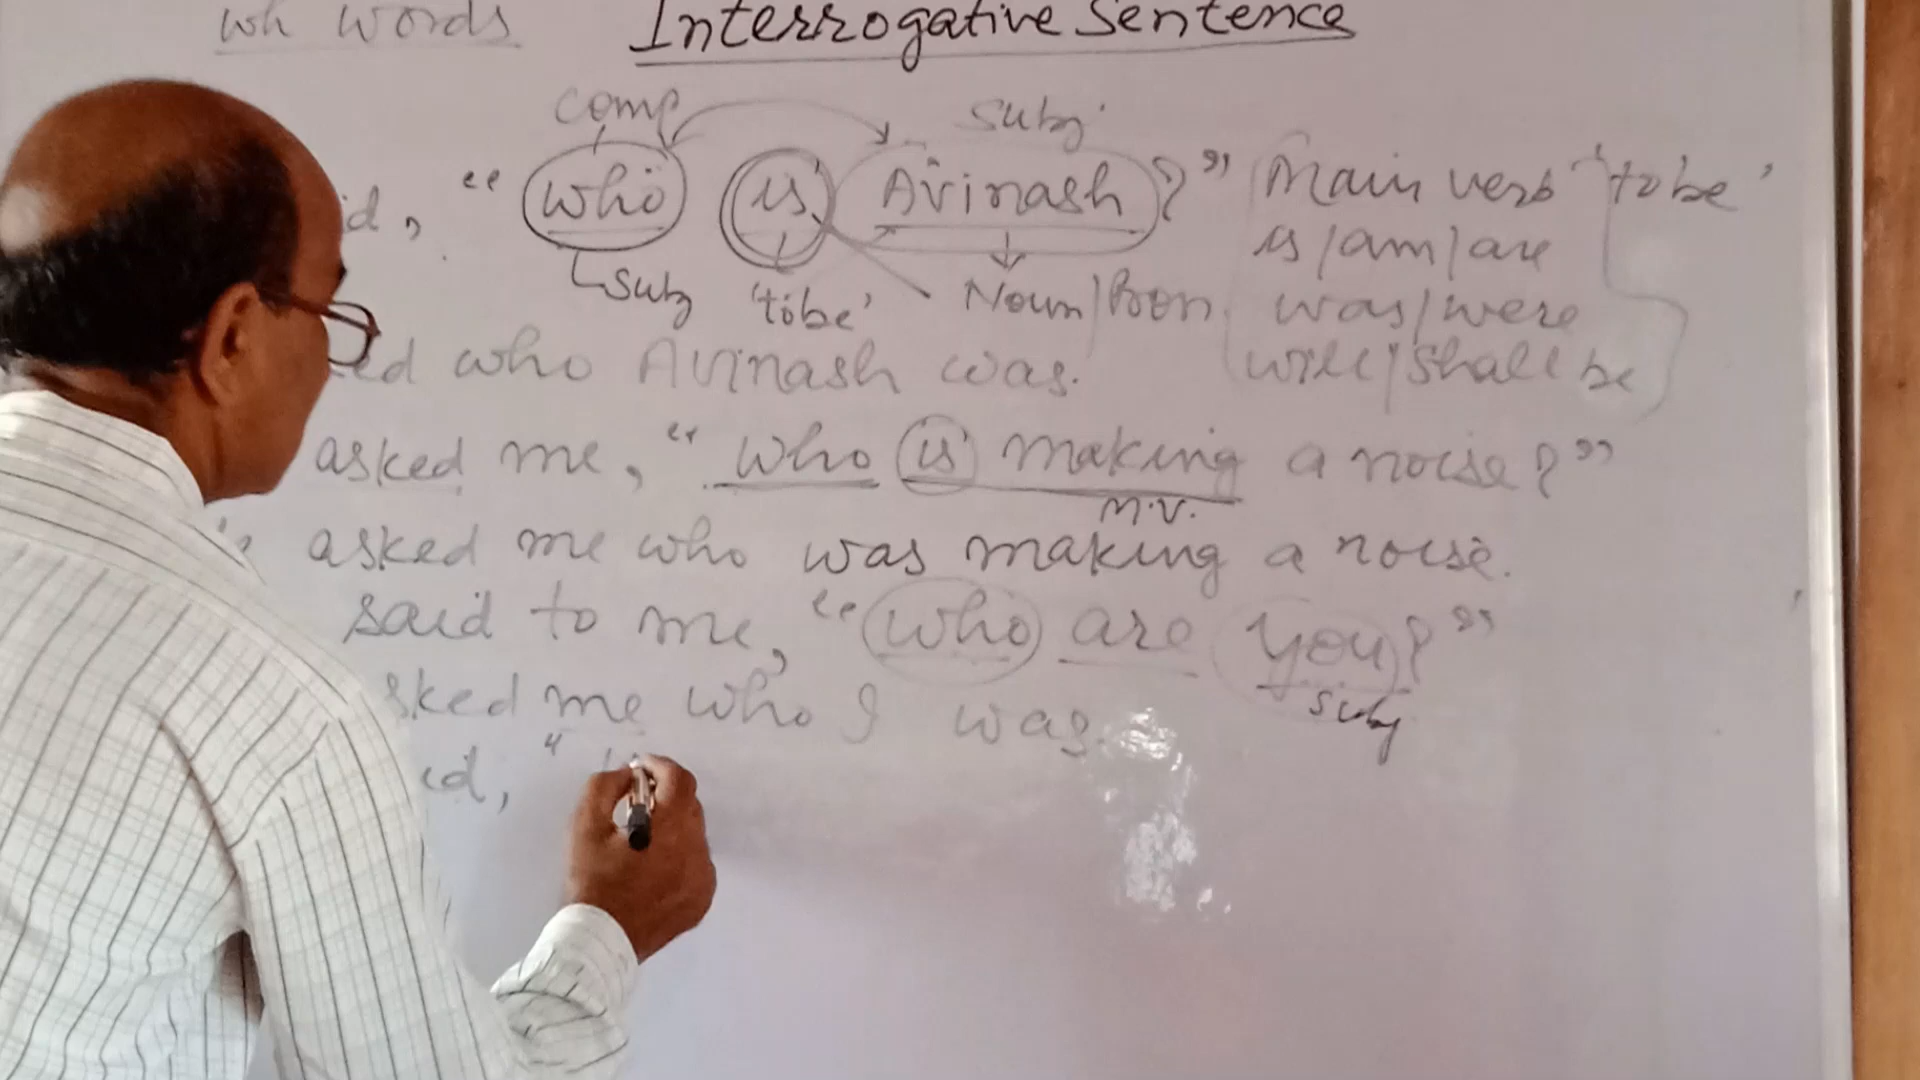 wh words Interrogative Sentence
comp subj
d, "who is Avinash?" Main verb 'to be'
is/am/are
sub 'to be' Noun/Pron was/were
ed who Avinash was. will/shall be
asked me, "who is making a noise?"
m.v.
asked me who was making a noise.
said to me, "who are you?"
subj
sked me who I was.
id, "